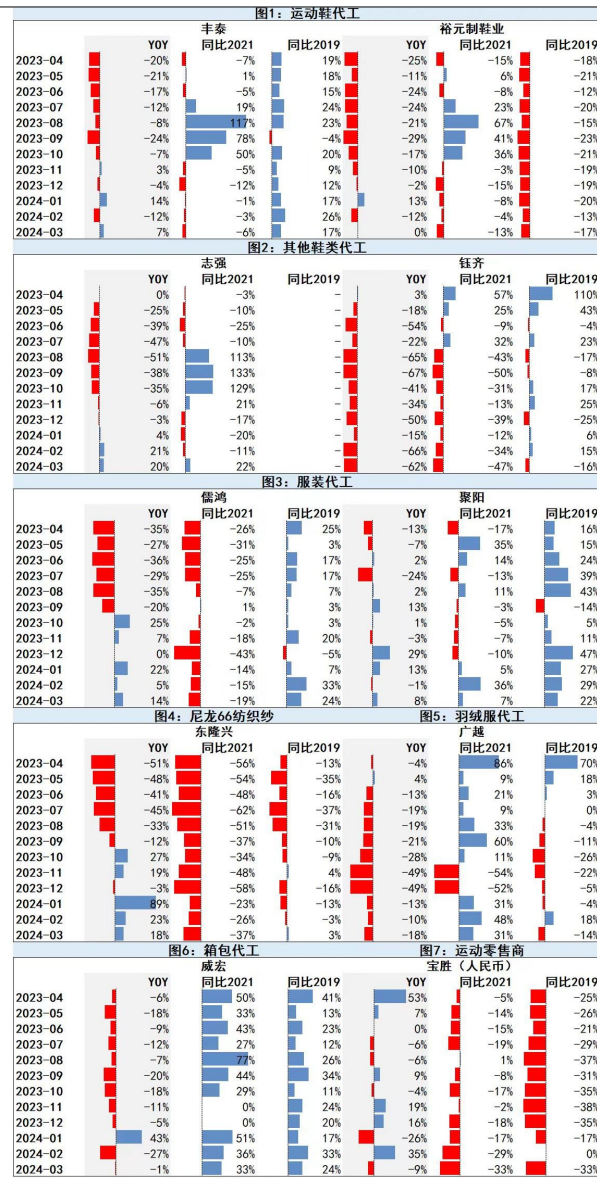 图1：运动鞋代工
丰泰 裕元制鞋业
YOY 同比2021 同比2019 YOY 同比2021 同比2019
2023-04 -20% -7% 19% -25% -15% -18%
2023-05 -21% 1% 18% -11% 6% -21%
2023-06 -17% -5% 15% -24% -8% -12%
2023-07 -12% 19% 24% -24% 23% -20%
2023-08 -8% 117% 23% -21% 67% -15%
2023-09 -24% 78% -4% -29% 41% -23%
2023-10 -7% 50% 20% -17% 36% -21%
2023-11 3% -5% 9% -10% -3% -19%
2023-12 -4% -12% 12% -2% -15% -19%
2024-01 14% -1% 17% 13% -8% -20%
2024-02 -12% -3% 26% -12% -4% -13%
2024-03 7% -6% 17% 0% -13% -17%
图2：其他鞋类代工
志强 钰齐
YOY 同比2021 同比2019 YOY 同比2021 同比2019
2023-04 0% -3% - 3% 57% 110%
2023-05 -25% -10% - -18% 25% 43%
2023-06 -39% -25% - -54% -9% -4%
2023-07 -47% -10% - -22% 32% 23%
2023-08 -51% 113% - -65% -43% -17%
2023-09 -38% 133% - -67% -50% -8%
2023-10 -35% 129% - -41% -31% 17%
2023-11 -6% 21% - -34% -13% 25%
2023-12 -3% -17% - -50% -39% -25%
2024-01 4% -20% - -15% -12% 6%
2024-02 21% -11% - -66% -34% 15%
2024-03 20% 22% - -62% -47% -16%
图3：服装代工
儒鸿 聚阳
YOY 同比2021 同比2019 YOY 同比2021 同比2019
2023-04 -35% -26% 25% -13% -17% 16%
2023-05 -27% -31% 3% -7% 35% 15%
2023-06 -36% -25% 17% 2% 14% 24%
2023-07 -29% -25% 17% -24% -13% 39%
2023-08 -35% -7% 7% 2% 11% 43%
2023-09 -20% 1% 3% 13% -3% -14%
2023-10 25% -2% 3% 1% -5% 5%
2023-11 7% -18% 20% -3% -7% 11%
2023-12 0% -43% -5% 29% -10% 47%
2024-01 22% -14% 7% 13% 5% 27%
2024-02 5% -15% 33% -1% 36% 29%
2024-03 14% -19% 24% 8% 7% 22%
图4：尼龙66纺织纱 图5：羽绒服代工
东隆兴 广越
YOY 同比2021 同比2019 YOY 同比2021 同比2019
2023-04 -51% -56% -13% -4% 86% 70%
2023-05 -48% -54% -35% 4% 9% 18%
2023-06 -41% -48% -16% -13% 21% 3%
2023-07 -45% -62% -37% -19% 9% 0%
2023-08 -33% -51% -31% -19% 33% -4%
2023-09 -12% -37% -10% -21% 60% -11%
2023-10 27% -34% -9% -28% 11% -26%
2023-11 19% -48% 4% -49% -54% -22%
2023-12 -3% -58% -16% -49% -52% -5%
2024-01 89% -23% -13% -13% 31% -4%
2024-02 23% -26% -3% -10% 48% 18%
2024-03 18% -37% 3% -18% 31% -14%
图6：箱包代工 图7：运动零售商
威宏 宝胜（人民币）
YOY 同比2021 同比2019 YOY 同比2021 同比2019
2023-04 -6% 50% 41% 53% -5% -25%
2023-05 -18% 33% 13% 7% -14% -26%
2023-06 -9% 43% 23% 0% -15% -21%
2023-07 -12% 27% 12% -6% -19% -29%
2023-08 -7% 77% 26% -6% 1% -37%
2023-09 -20% 44% 34% 9% -8% -31%
2023-10 -18% 29% 11% -4% -17% -35%
2023-11 -11% 0% 24% 19% -2% -38%
2023-12 -5% 0% 20% 16% -18% -35%
2024-01 43% 51% 17% -26% -17% -17%
2024-02 -27% 36% 33% 35% -29% 0%
2024-03 -1% 33% 24% -9% -33% -33%